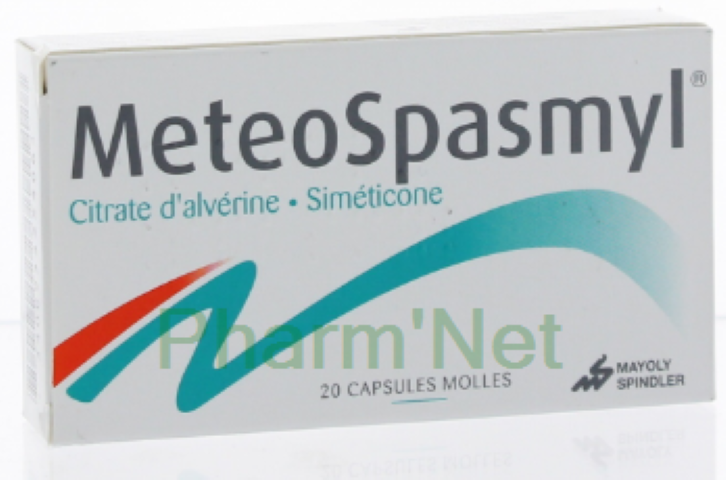 MeteoSpasmyl®
Citrate d'alvérine • Siméticone
Pharm'Net
20 CAPSULES MOLLES
MAYOLY
SPINDLER